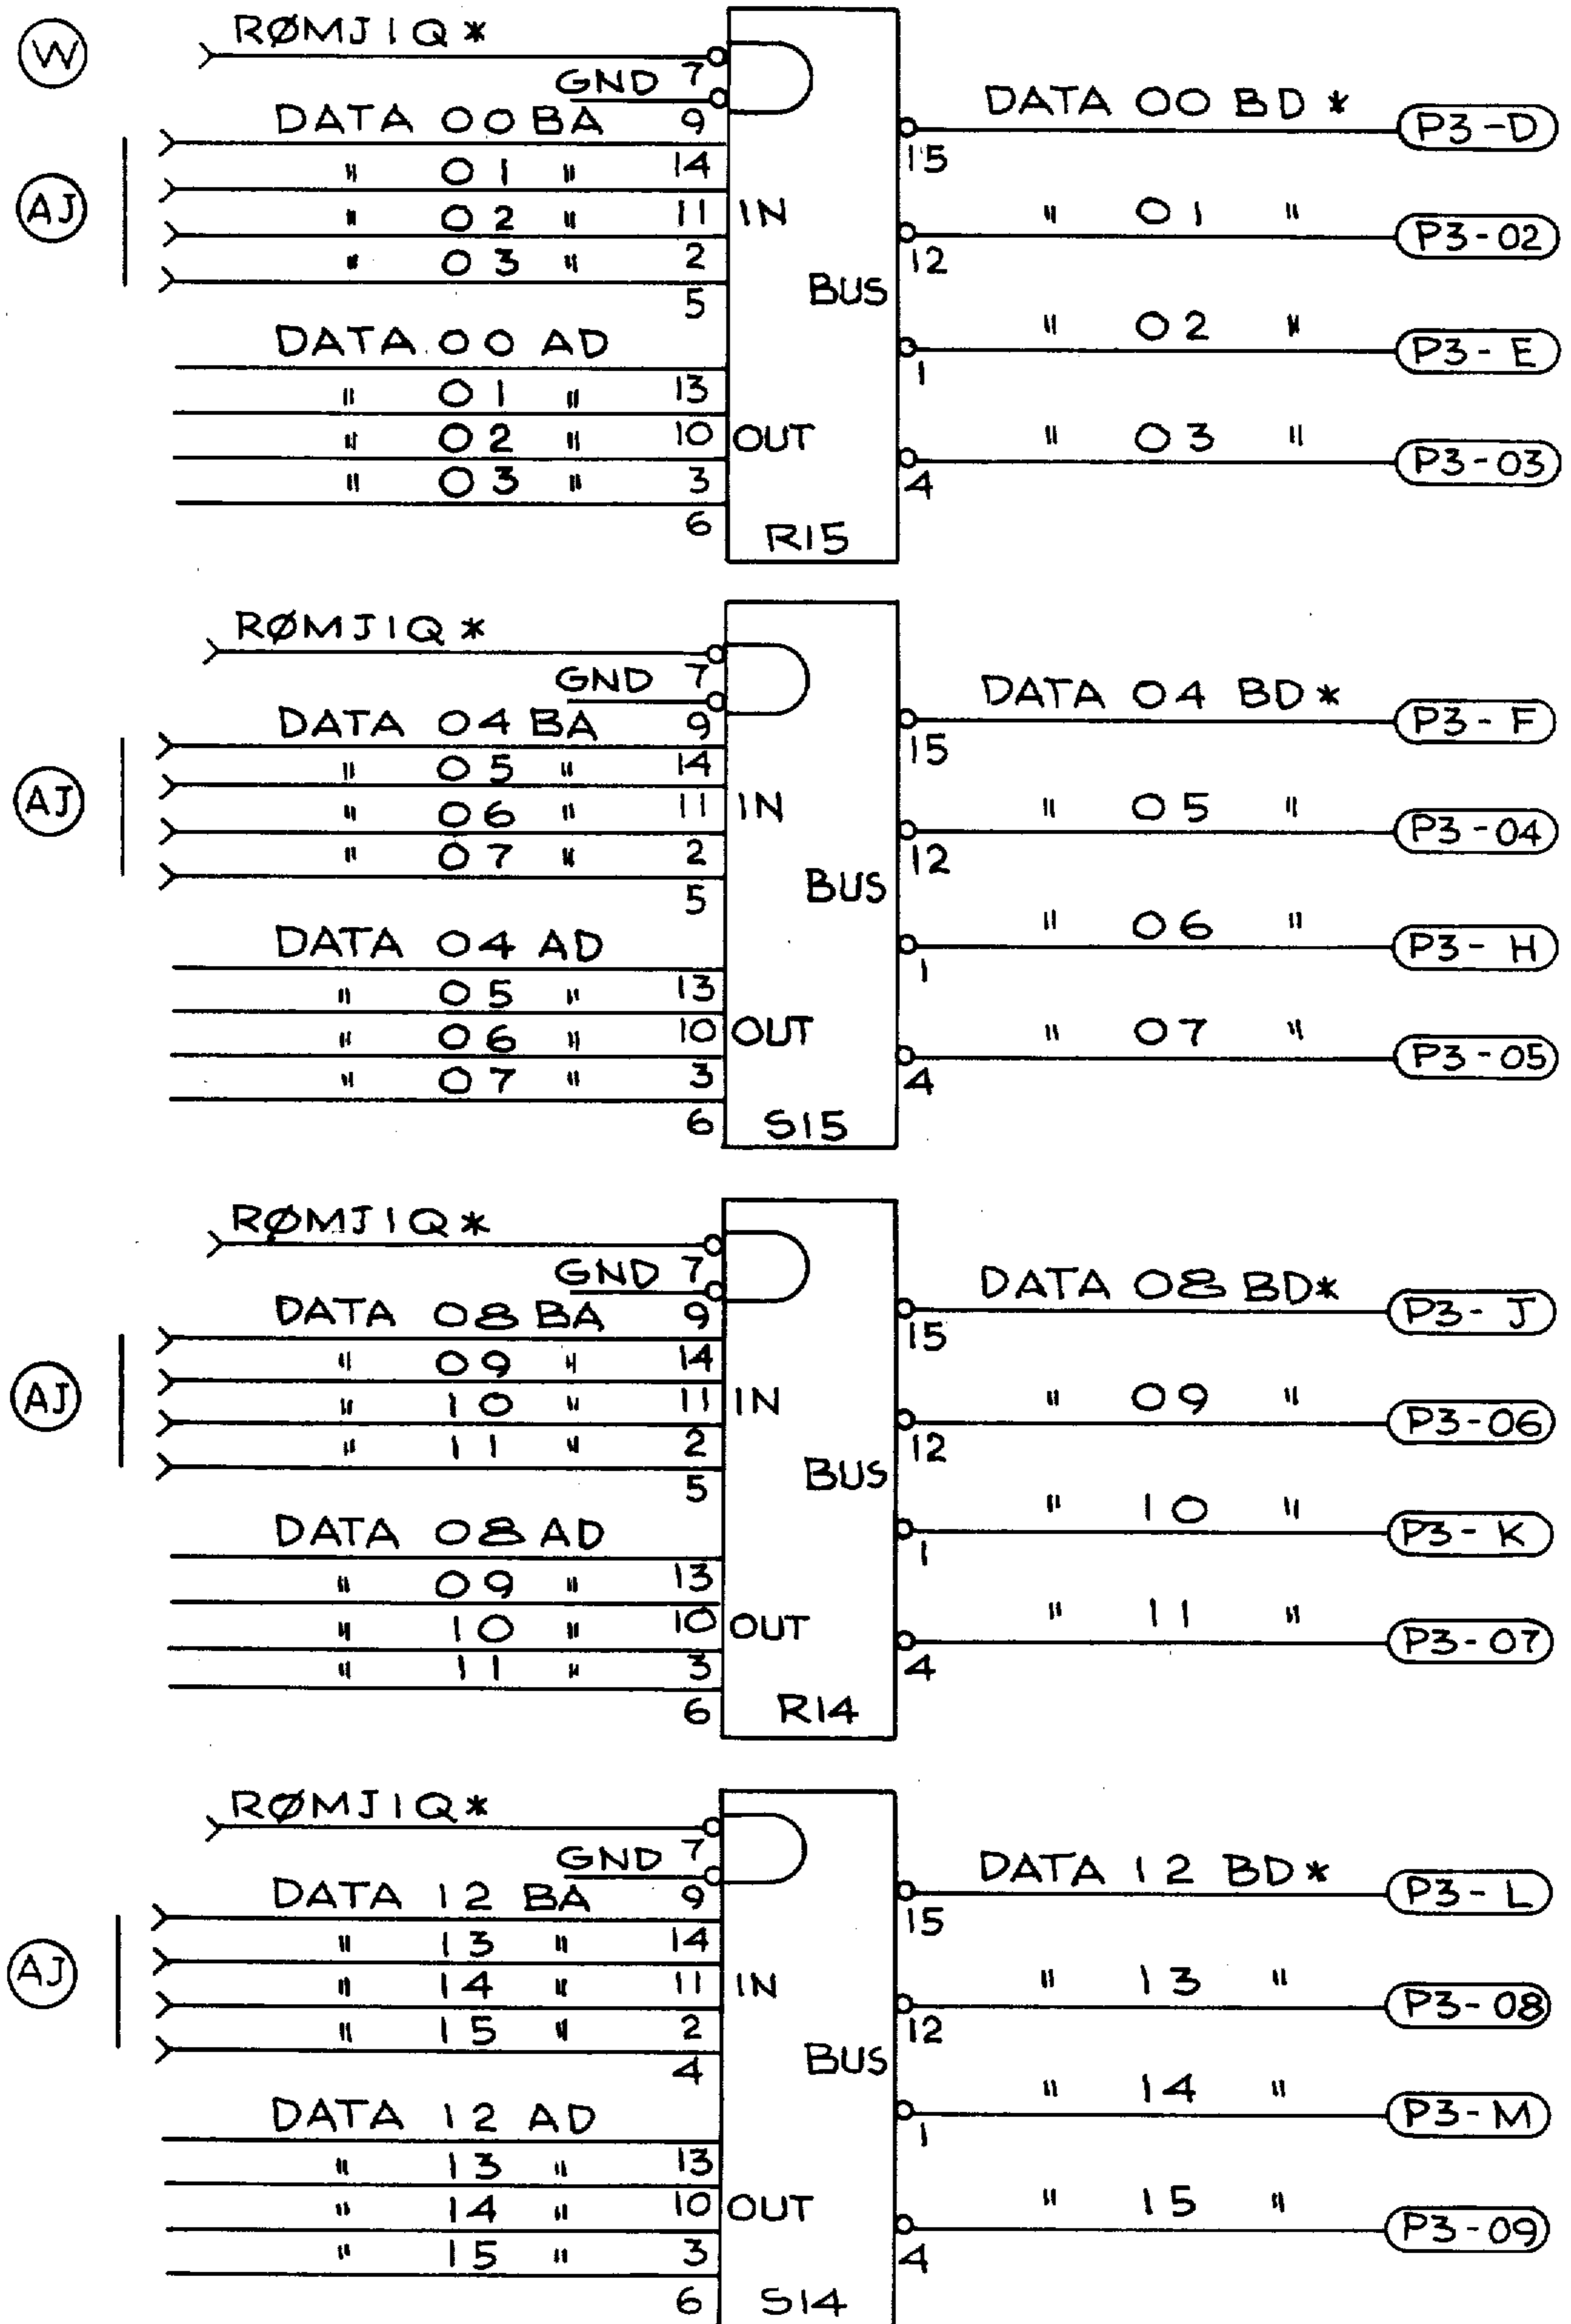 W RØMJ1Q*
7
GND
9
DATA 00 BA 14
AJ " 01 " 11 IN
" 02 " 2
" 03 " 5
DATA 00 AD 13
" 01 " 10 OUT
" 02 " 3
" 03 " 6
BUS
R15
DATA 00 BD * 15 P3-D
" 01 " 12 P3-02
" 02 " 1 P3-E
" 03 " 4 P3-03
RØMJ1Q*
7
GND
9
DATA 04 BA 14
AJ " 05 " 11 IN
" 06 " 2
" 07 " 5
DATA 04 AD 13
" 05 " 10 OUT
" 06 " 3
" 07 " 6
BUS
S15
DATA 04 BD* 15 P3-F
" 05 " 12 P3-04
" 06 " 1 P3-H
" 07 " 4 P3-05
RØMJ1Q*
7
GND
9
DATA 08 BA 14
AJ " 09 " 11 IN
" 10 " 2
" 11 " 5
DATA 08 AD 13
" 09 " 10 OUT
" 10 " 3
" 11 " 6
BUS
R14
DATA 08 BD* 15 P3-J
" 09 " 12 P3-06
" 10 " 1 P3-K
" 11 " 4 P3-07
RØMJ1Q*
7
GND
9
DATA 12 BA 14
AJ " 13 " 11 IN
" 14 " 2
" 15 " 4
DATA 12 AD 13
" 13 " 10 OUT
" 14 " 3
" 15 " 6
BUS
S14
DATA 12 BD* 15 P3-L
" 13 " 12 P3-08
" 14 " 1 P3-M
" 15 " 4 P3-09